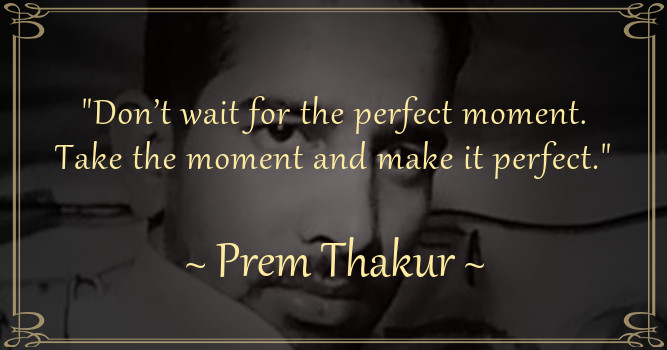 "Don’t wait for the perfect moment.
Take the moment and make it perfect."
~ Prem Thakur ~